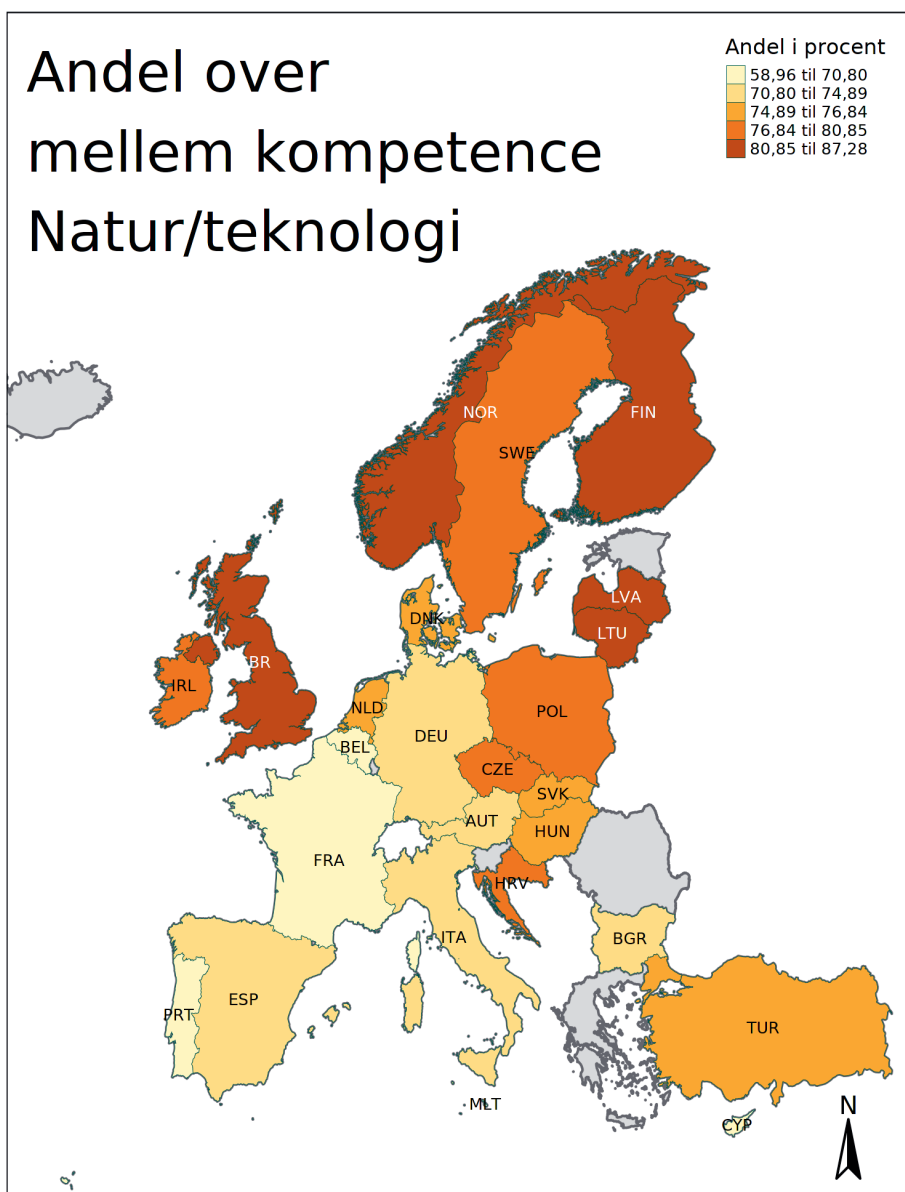 Andel over
mellem kompetence
Natur/teknologi
Andel i procent
58,96 til 70,80
70,80 til 74,89
74,89 til 76,84
76,84 til 80,85
80,85 til 87,28
NOR
FIN
SWE
LVA
DNK
LTU
GBR
IRL
NLD
POL
DEU
BEL
CZE
SVK
AUT
HUN
FRA
HRV
ITA
BGR
ESP
PRT
TUR
MLT
N
CYP